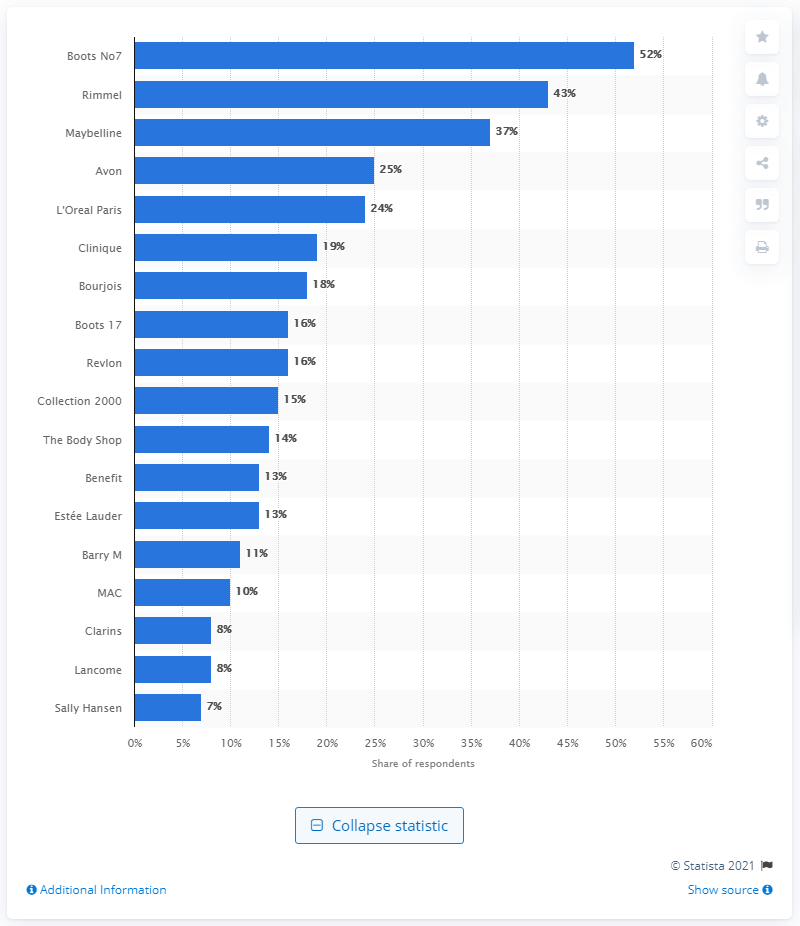 Boots No7 52%
Rimmel 43%
Maybelline 37%
Avon 25%
L'Oreal Paris 24%
Clinique 19%
Bourjois 18%
Boots 17 16%
Revlon 16%
Collection 2000 15%
The Body Shop 14%
Benefit 13%
Estée Lauder 13%
Barry M 11%
MAC 10%
Clarins 8%
Lancome 8%
Sally Hansen 7%
0% 5% 10% 15% 20% 25% 30% 35% 40% 45% 50% 55% 60%
Share of respondents
Collapse statistic
© Statista 2021
Additional Information Show source